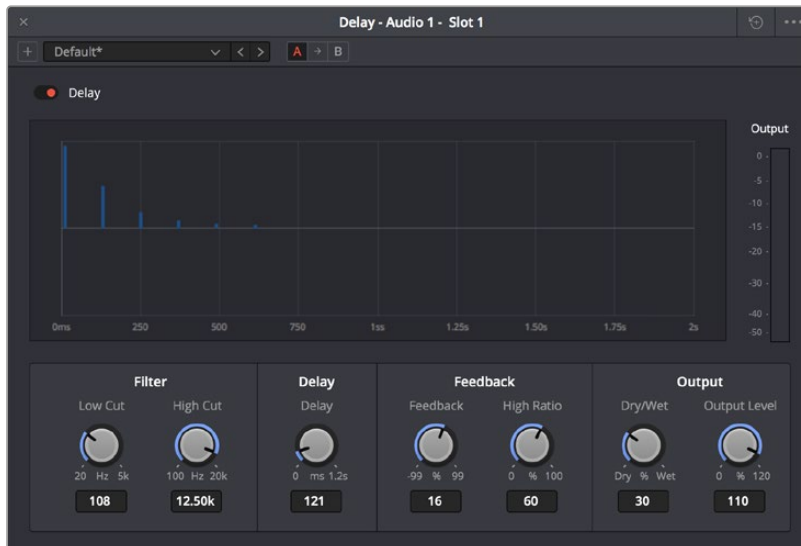 Delay - Audio 1 - Slot 1
Default*
A
B
Delay
Output
0 -
-5 -
-10 -
-15 -
-20 -
-30 -
-40 -
-50 -
0ms 250 500 750 1ss 1.25s 1.50s 1.75s 2s
Filter Delay Feedback Output
Low Cut High Cut Delay Feedback High Ratio Dry/Wet Output Level
20 Hz 5k 100 Hz 20k 0 ms 1.2s -99 % 99 0 % 100 Dry % Wet 0 % 120
108 12.50k 121 16 60 30 110